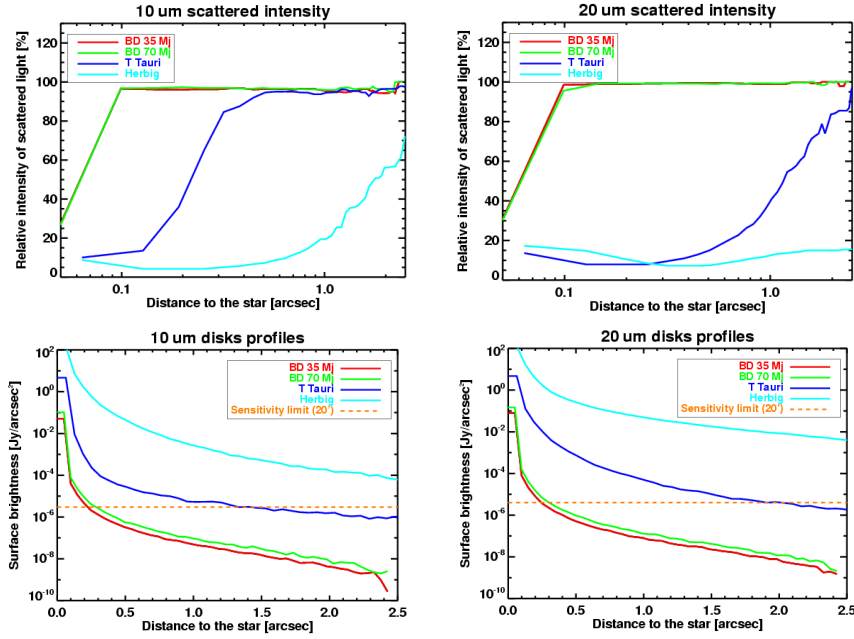 10 um scattered intensity
Relative intensity of scattered light [%]
120
100
80
60
40
20
0
BD 35 Mj
BD 70 Mj
T Tauri
Herbig
0.1
1.0
Distance to the star [arcsec]
20 um scattered intensity
Relative intensity of scattered light [%]
120
100
80
60
40
20
0
BD 35 Mj
BD 70 Mj
T Tauri
Herbig
0.1
1.0
Distance to the star [arcsec]
10 um disks profiles
Surface brightness [Jy/arcsec²]
10²
10⁰
10⁻²
10⁻⁴
10⁻⁶
10⁻⁸
10⁻¹⁰
BD 35 Mj
BD 70 Mj
T Tauri
Herbig
Sensitivity limit (20')
0.0
0.5
1.0
1.5
2.0
2.5
Distance to the star [arcsec]
20 um disks profiles
Surface brightness [Jy/arcsec²]
10²
10⁰
10⁻²
10⁻⁴
10⁻⁶
10⁻⁸
10⁻¹⁰
BD 35 Mj
BD 70 Mj
T Tauri
Herbig
Sensitivity limit (20')
0.0
0.5
1.0
1.5
2.0
2.5
Distance to the star [arcsec]